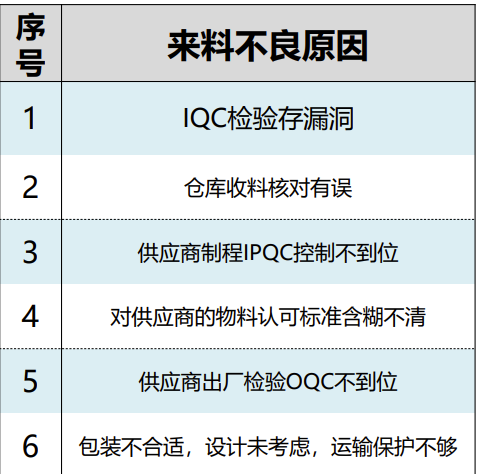 序号 来料不良原因
1 IQC检验存漏洞
2 仓库收料核对有误
3 供应商制程IPQC控制不到位
4 对供应商的物料认可标准含糊不清
5 供应商出厂检验OQC不到位
6 包装不合适，设计未考虑，运输保护不够